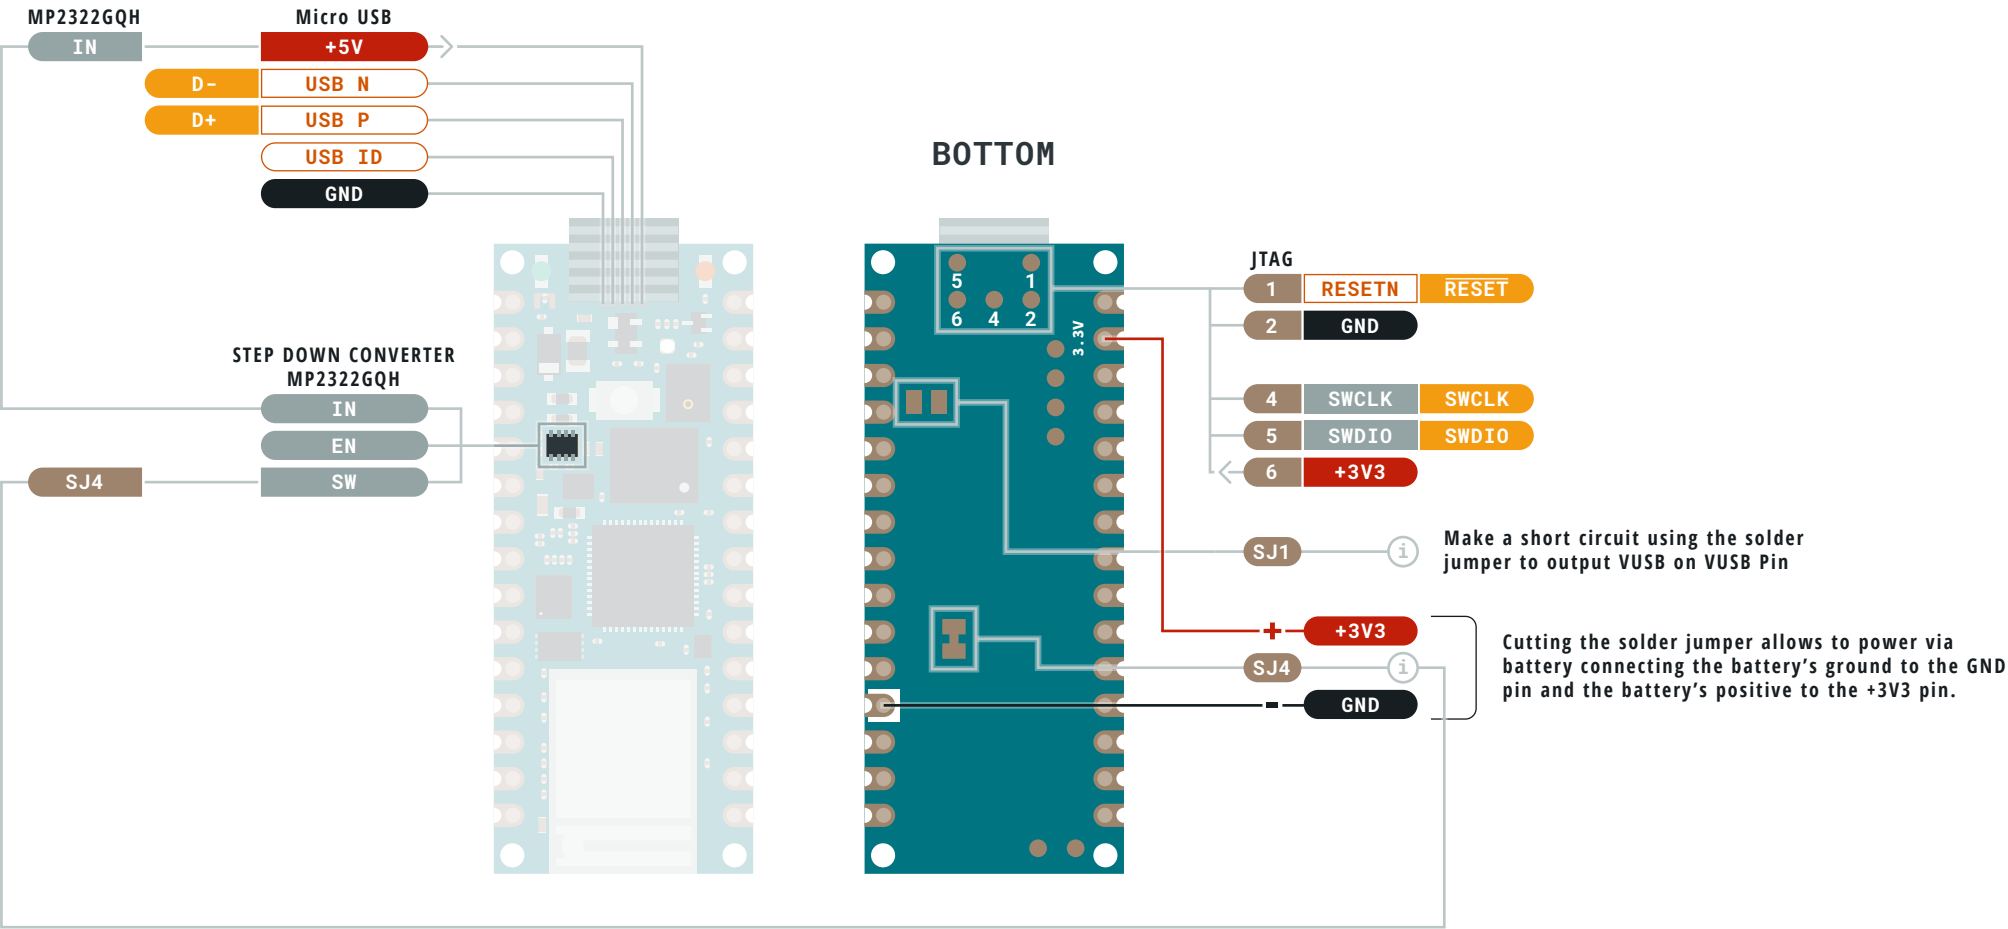 MP2322GQH
IN
Micro USB
+5V
D- USB N
D+ USB P
USB ID
GND
STEP DOWN CONVERTER
MP2322GQH
IN
EN
SJ4 SW
BOTTOM
5 1
6 4 2
3.3V
JTAG
1 RESETN RESET
2 GND
4 SWCLK SWCLK
5 SWDIO SWDIO
6 +3V3
SJ1 i
Make a short circuit using the solder
jumper to output VUSB on VUSB Pin
+ +3V3
SJ4 i
- GND
Cutting the solder jumper allows to power via
battery connecting the battery’s ground to the GND
pin and the battery’s positive to the +3V3 pin.